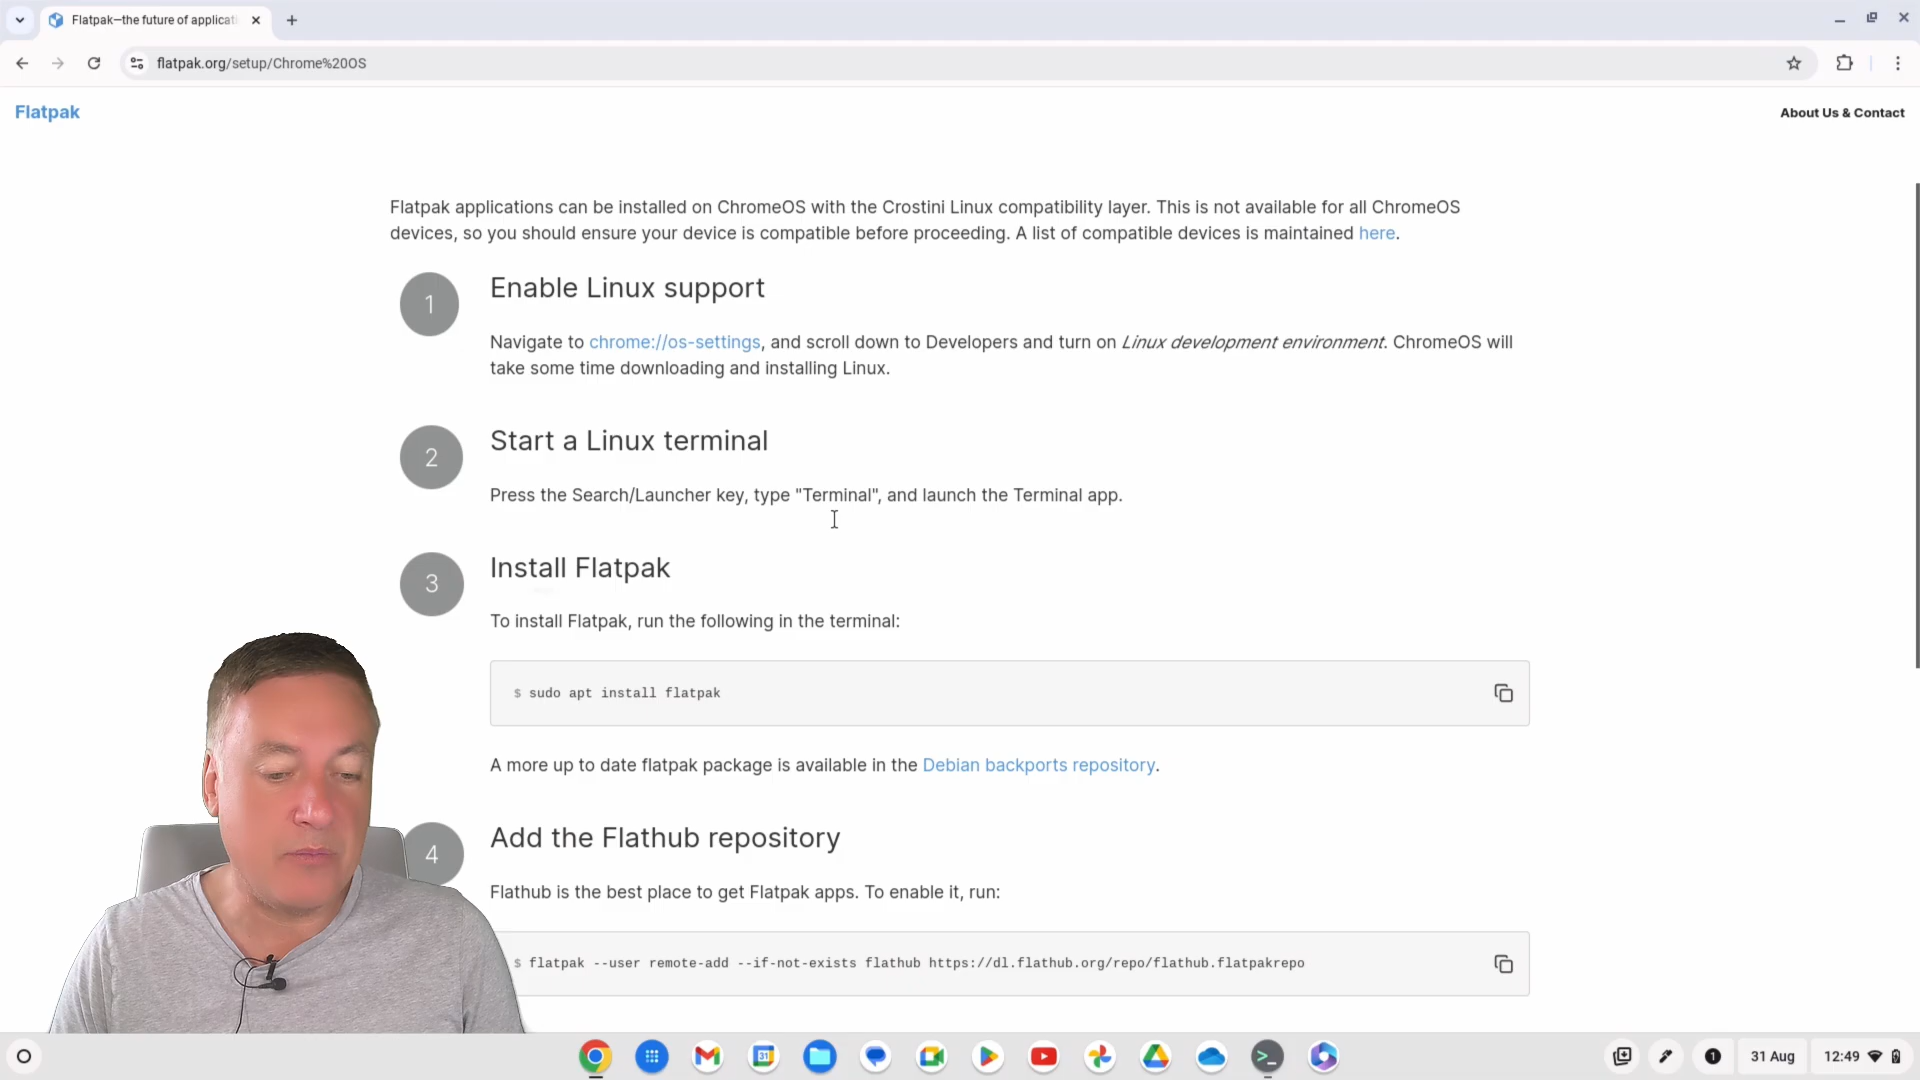 Flatpak—the future of applicati
flatpak.org/setup/Chrome%20OS
Flatpak
About Us & Contact
Flatpak applications can be installed on ChromeOS with the Crostini Linux compatibility layer. This is not available for all ChromeOS
devices, so you should ensure your device is compatible before proceeding. A list of compatible devices is maintained here.
1
Enable Linux support
Navigate to chrome://os-settings, and scroll down to Developers and turn on Linux development environment. ChromeOS will
take some time downloading and installing Linux.
2
Start a Linux terminal
Press the Search/Launcher key, type "Terminal", and launch the Terminal app.
3
Install Flatpak
To install Flatpak, run the following in the terminal:
$ sudo apt install flatpak
A more up to date flatpak package is available in the Debian backports repository.
4
Add the Flathub repository
Flathub is the best place to get Flatpak apps. To enable it, run:
$ flatpak --user remote-add --if-not-exists flathub https://dl.flathub.org/repo/flathub.flatpakrepo
31
>_
1
31 Aug
12:49